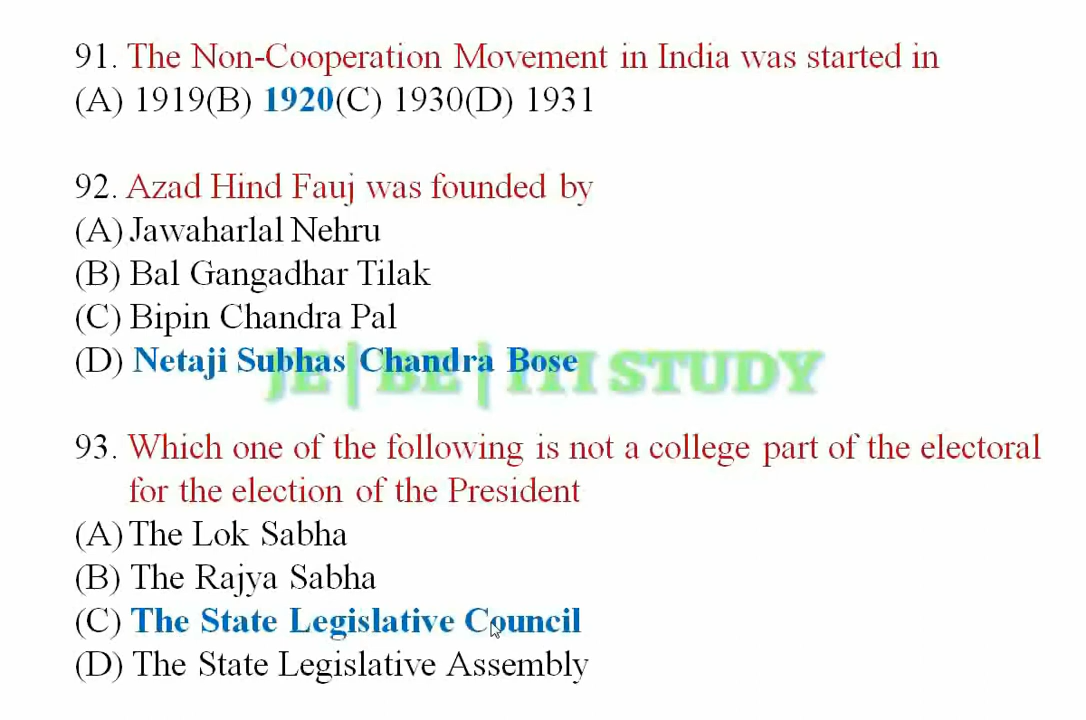 91. The Non-Cooperation Movement in India was started in
(A) 1919(B) 1920(C) 1930(D) 1931
92. Azad Hind Fauj was founded by
(A) Jawaharlal Nehru
(B) Bal Gangadhar Tilak
(C) Bipin Chandra Pal
(D) Netaji Subhas Chandra Bose
JE | BE | ITI STUDY
93. Which one of the following is not a college part of the electoral
for the election of the President
(A) The Lok Sabha
(B) The Rajya Sabha
(C) The State Legislative Council
(D) The State Legislative Assembly